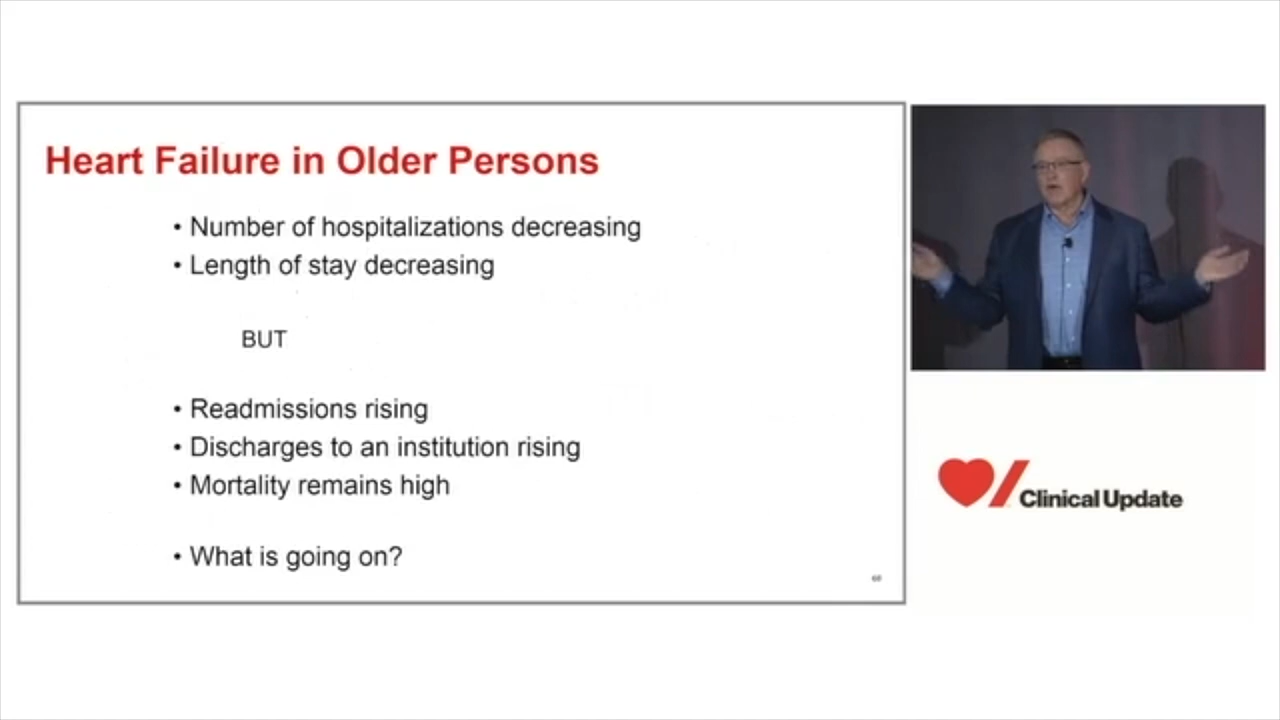 Heart Failure in Older Persons
• Number of hospitalizations decreasing
• Length of stay decreasing
BUT
• Readmissions rising
• Discharges to an institution rising
• Mortality remains high
• What is going on?
Clinical Update